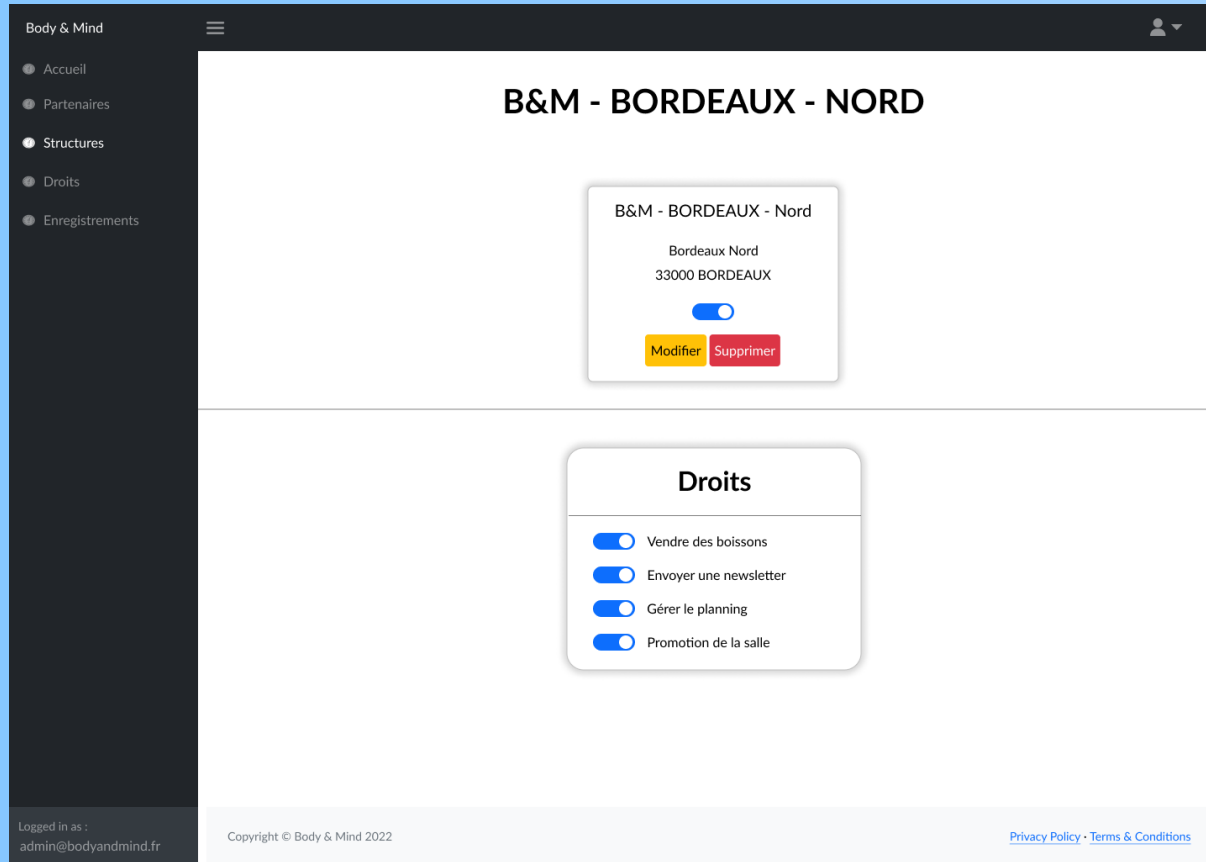 Body & Mind
Accueil
Partenaires
Structures
Droits
Enregistrements
Logged in as :
admin@bodyandmind.fr
B&M - BORDEAUX - NORD
B&M - BORDEAUX - Nord
Bordeaux Nord
33000 BORDEAUX
Modifier Supprimer
Droits
Vendre des boissons
Envoyer une newsletter
Gérer le planning
Promotion de la salle
Copyright © Body & Mind 2022
Privacy Policy · Terms & Conditions